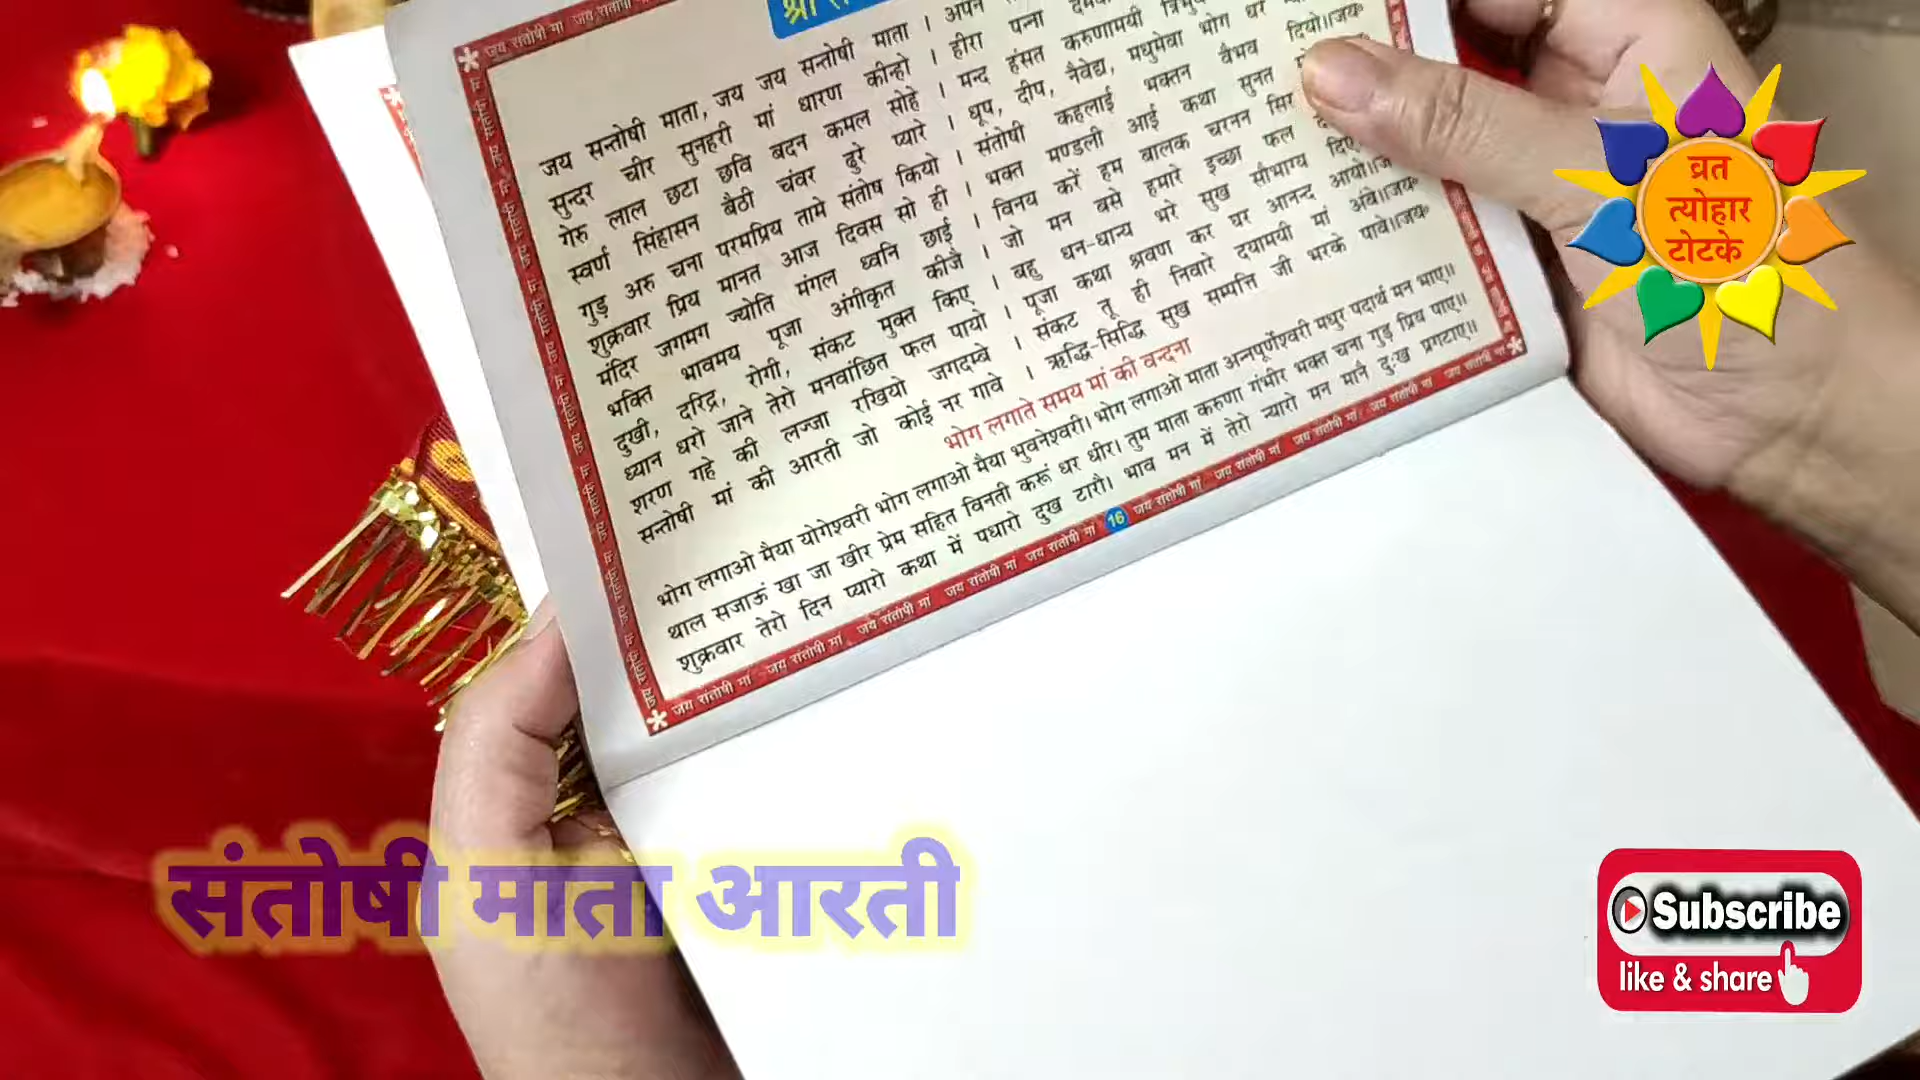 जय सन्तोषी माता, जय जय सन्तोषी माता । अपने
सुन्दर चीर सुनहरी मां धारण कीन्हो । हीरा पन्ना
गेरु लाल छटा छवि बदन कमल सोहे । मन्द हंसत करुणामयी
स्वर्ण सिंहासन बैठी चंवर ढुरे प्यारे । धूप, दीप, नैवेद्य, मधुमेवा भोग धर
गुड़ अरु चना परमप्रिय तामे संतोष कियो । संतोषी कहलाई भक्तन वैभव दियो॥जय॰
शुक्रवार प्रिय मानत आज दिवस सो ही । भक्त मण्डली आई कथा सुनत
मंदिर जगमग ज्योति मंगल ध्वनि छाई । विनय करें हम बालक चरनन सिर
भक्ति भावमय पूजा अंगीकृत कीजै । जो मन बसे हमारे इच्छा फल
दुखी, दरिद्र, रोगी, संकट मुक्त किए । बहु धन-धान्य भरे सुख सौभाग्य दिए
ध्यान धरो जाने तेरो मनवांछित फल पायो । पूजा कथा श्रवण कर घर आनन्द आयो॥
शरण गहे की लज्जा रखियो जगदम्बे । संकट तू ही निवारे दयामयी मां अंबे॥जय॰
सन्तोषी मां की आरती जो कोई नर गावे । ऋद्धि-सिद्धि सुख सम्पत्ति जी भरके पावे॥जय॰
भोग लगाते समय मां की वन्दना
भोग लगाओ मैया योगेश्वरी भोग लगाओ मैया भुवनेश्वरी। भोग लगाओ माता अन्नपूर्णेश्वरी मधुर पदार्थ मन भाए॥
थाल सजाऊं खा जा खीर प्रेम सहित विनती करूं धर धीर। तुम माता करुणा गंभीर भक्त चना गुड़ प्रिय पाए॥
शुक्रवार तेरो दिन प्यारो कथा में पधारो दुख टारो। भाव मन में तेरो न्यारो मन मानै दुःख प्रगटाए॥
16
व्रत
त्योहार
टोटके
संतोषी माता आरती
Subscribe
like & share